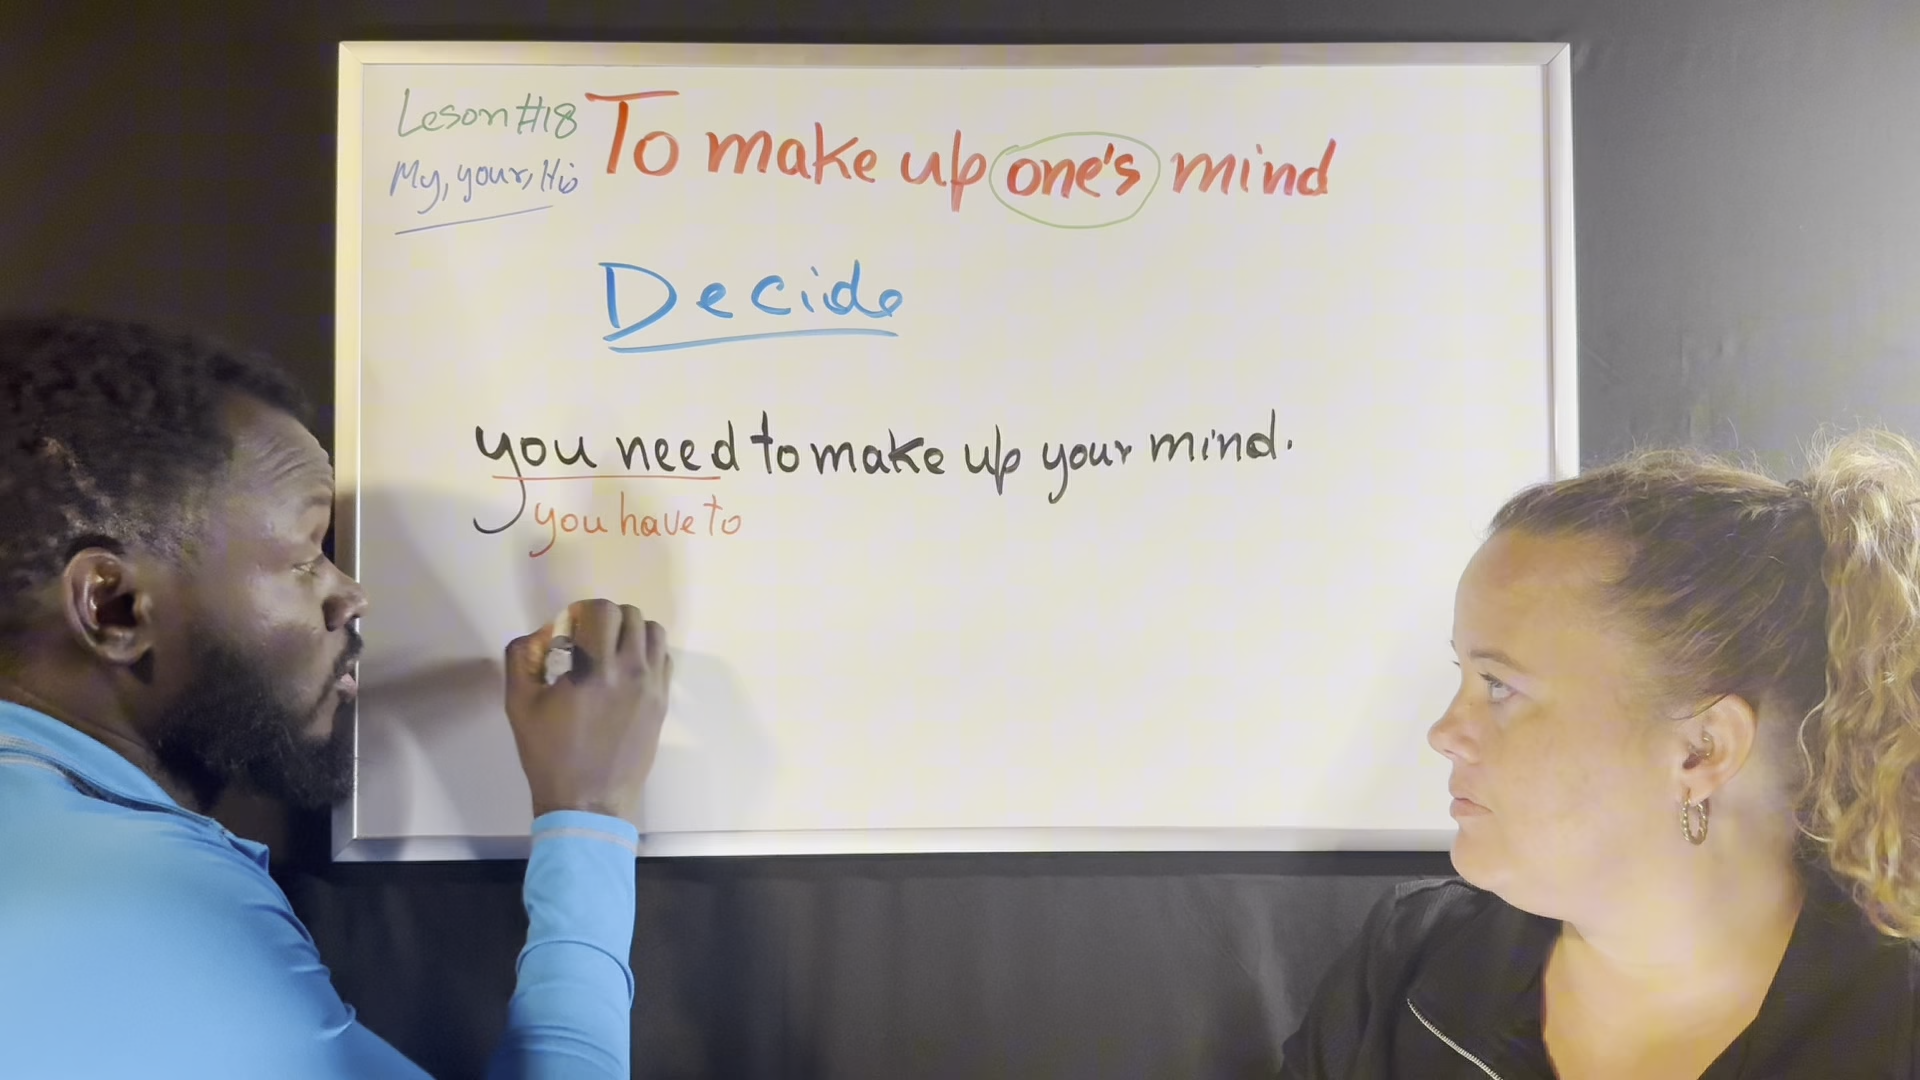 Leson #18
To make up one's mind
My, your, His
Decide
you need to make up your mind.
you have to